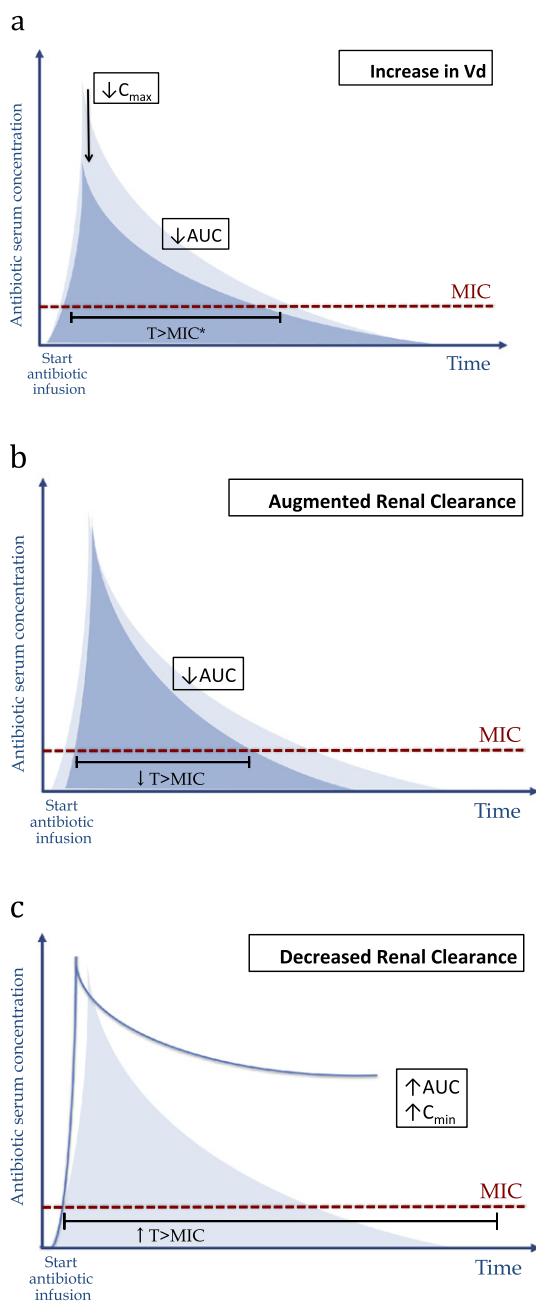 a
Increase in Vd
↓Cmax
Antibiotic serum concentration
↓AUC
MIC
T>MIC*
Start
antibiotic
infusion
Time
b
Augmented Renal Clearance
Antibiotic serum concentration
↓AUC
MIC
↓ T>MIC
Start
antibiotic
infusion
Time
c
Decreased Renal Clearance
Antibiotic serum concentration
↑AUC
↑Cmin
MIC
↑ T>MIC
Start
antibiotic
infusion
Time